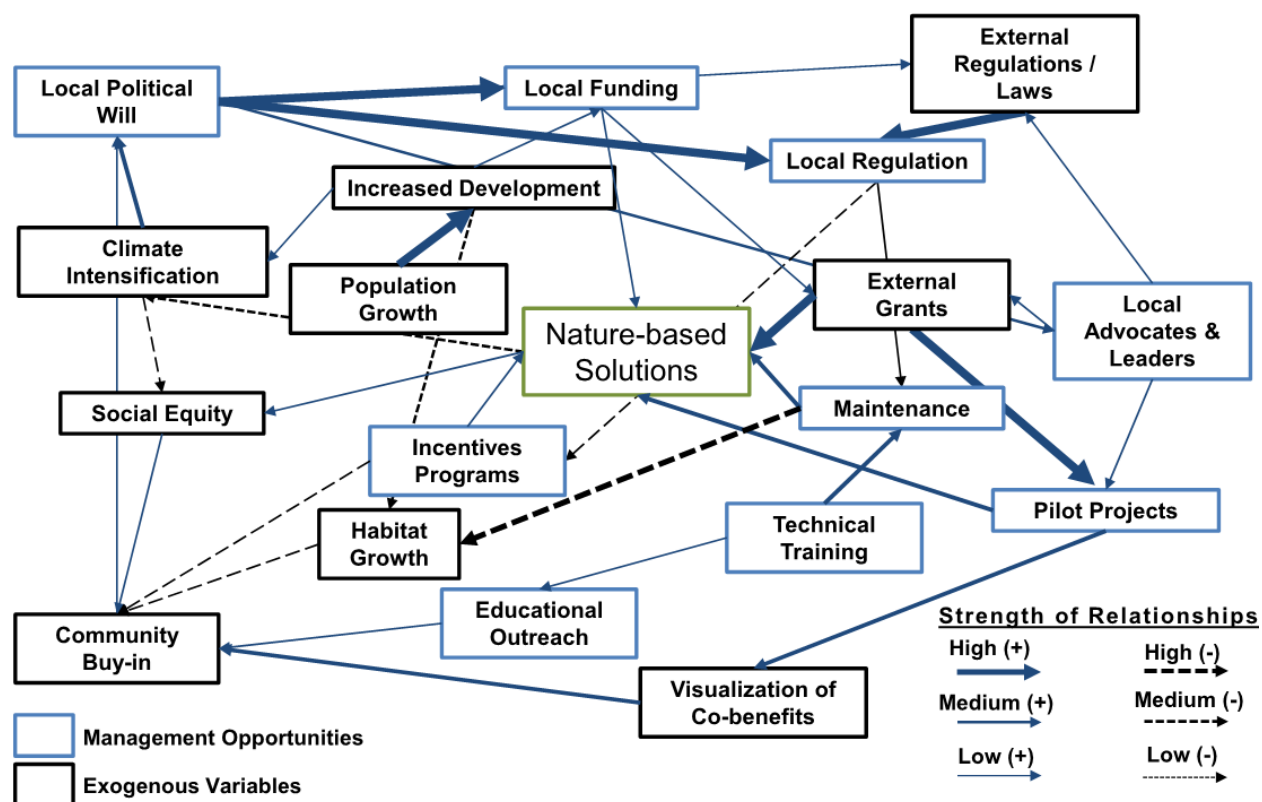 External
Regulations /
Laws
Local Political
Will
Local Funding
Local Regulation
Increased Development
Climate
Intensification
Population
Growth
External
Grants
Local
Advocates &
Leaders
Nature-based
Solutions
Social Equity
Maintenance
Incentives
Programs
Pilot Projects
Habitat
Growth
Technical
Training
Educational
Outreach
Community
Buy-in
Visualization of
Co-benefits
Strength of Relationships
High (+)
High (-)
Medium (+)
Medium (-)
Low (+)
Low (-)
Management Opportunities
Exogenous Variables